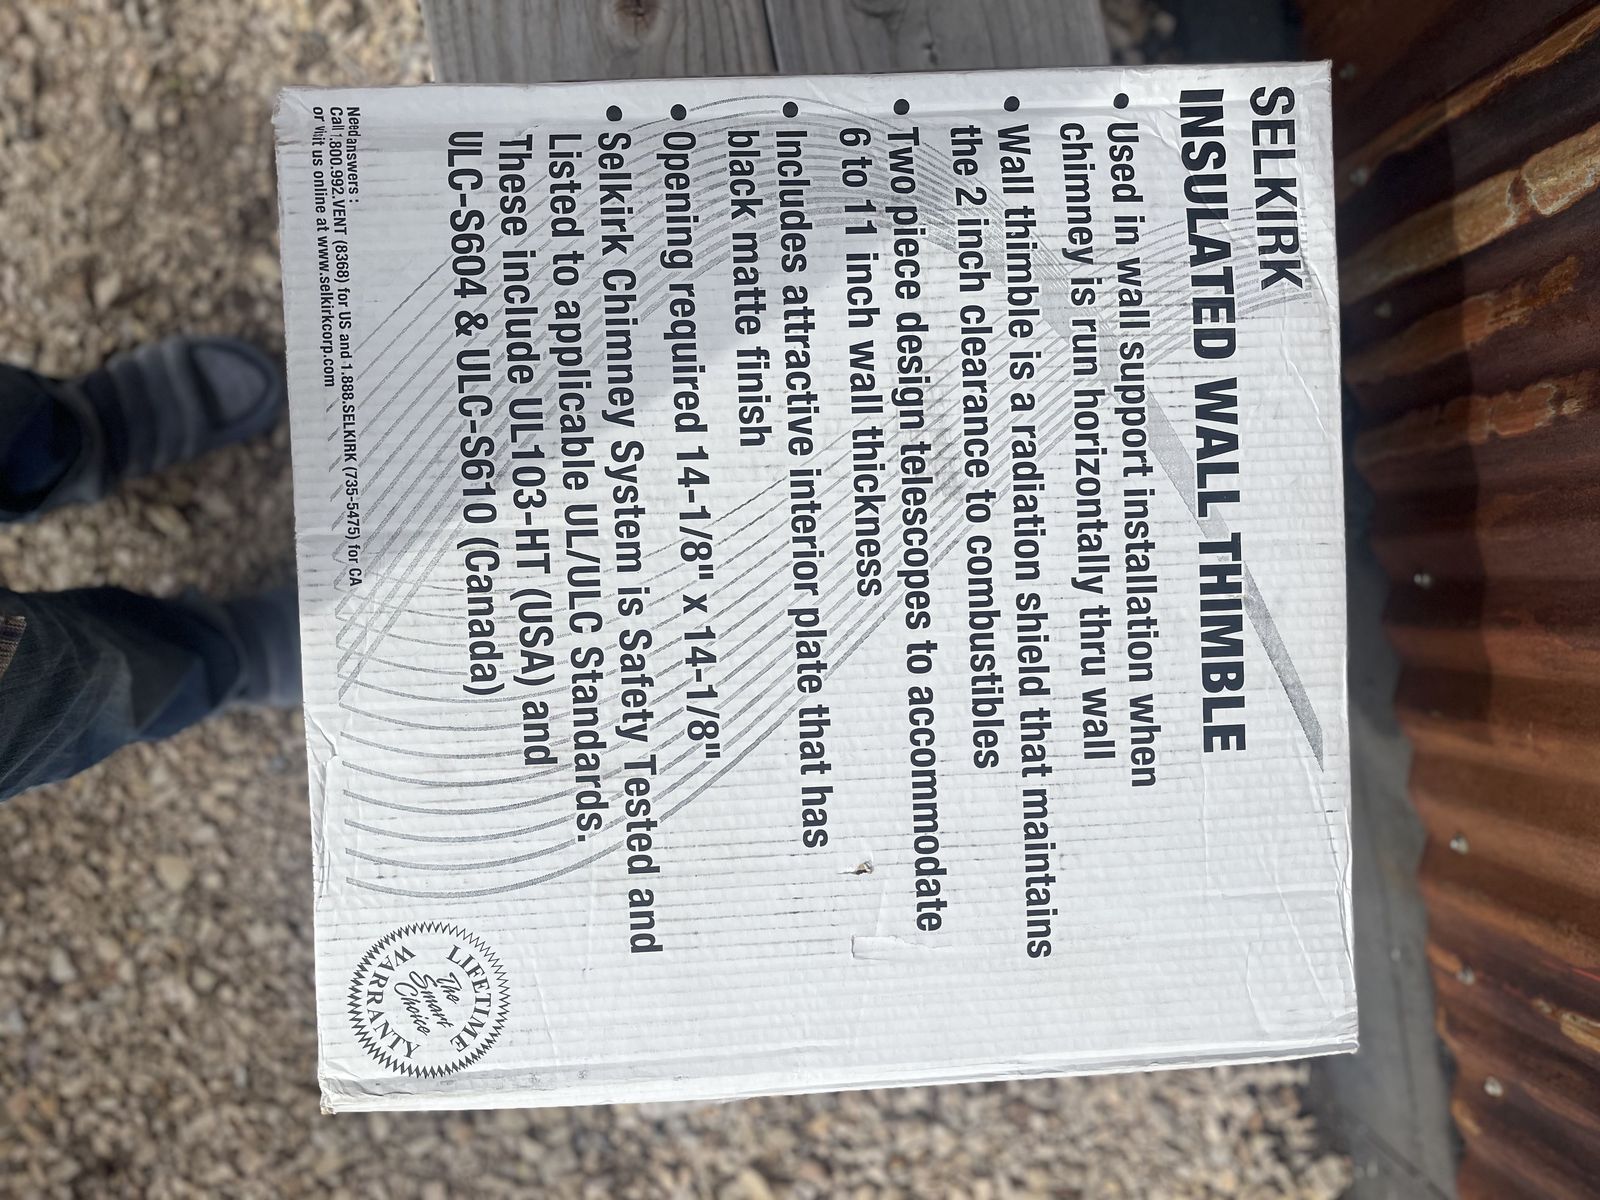 SELKIRK
INSULATED WALL THIMBLE
• Used in wall support installation when
chimney is run horizontally thru wall
• Wall thimble is a radiation shield that maintains
the 2 inch clearance to combustibles
• Two piece design telescopes to accommodate
6 to 11 inch wall thickness
• Includes attractive interior plate that has
black matte finish
• Opening required 14-1/8" x 14-1/8"
• Selkirk Chimney System is Safety Tested and
Listed to applicable UL/ULC Standards.
These include UL103-HT (USA) and
ULC-S604 & ULC-S610 (Canada)
Need answers :
Call 1.800.992.VENT (8368) for US and 1.888.SELKIRK (735-5475) for CA
or visit us online at www.selkirkcorp.com
LIFETIME
The
Smart
Choice
WARRANTY